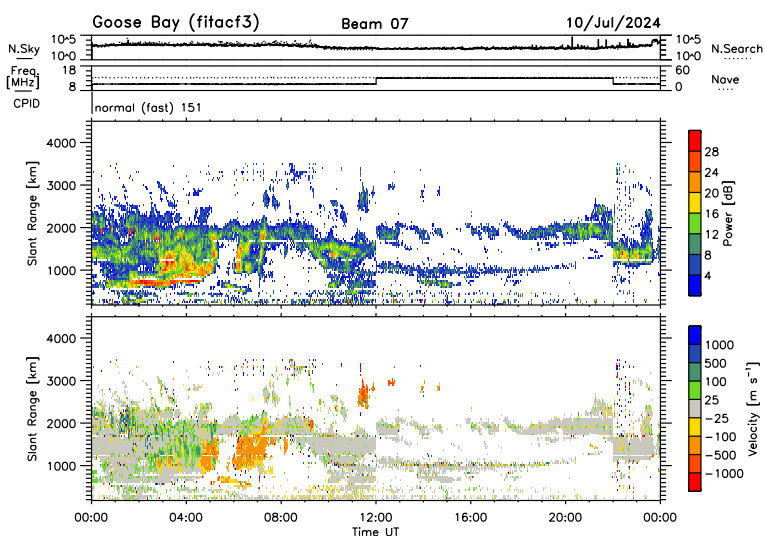 Goose Bay (fitacf3) Beam 07 10/Jul/2024
N.Sky 10^5 10^0 10^5 10^0 N.Search
Freq. [MHz] 18 8 60 0 Nave
CPID normal (fast) 151
Slant Range [km] 4000 3000 2000 1000
Power [dB] 28 24 20 16 12 8 4
Slant Range [km] 4000 3000 2000 1000
Velocity [m s⁻¹] 1000 500 100 25 −25 −100 −500 −1000
00:00 04:00 08:00 12:00 16:00 20:00 00:00
Time UT